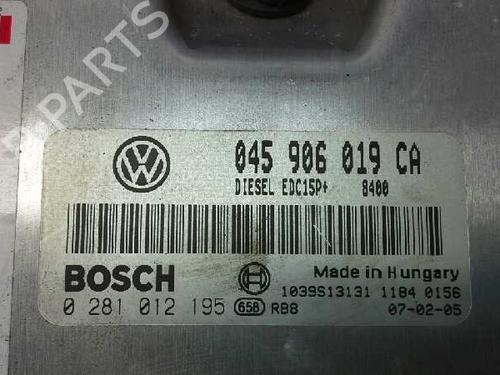 045 906 019 CA
DIESEL EDC15P+ 8400
BOSCH
Made in Hungary
0 281 012 195 658 RB8
1039S13131 1184 0156
07-02-05